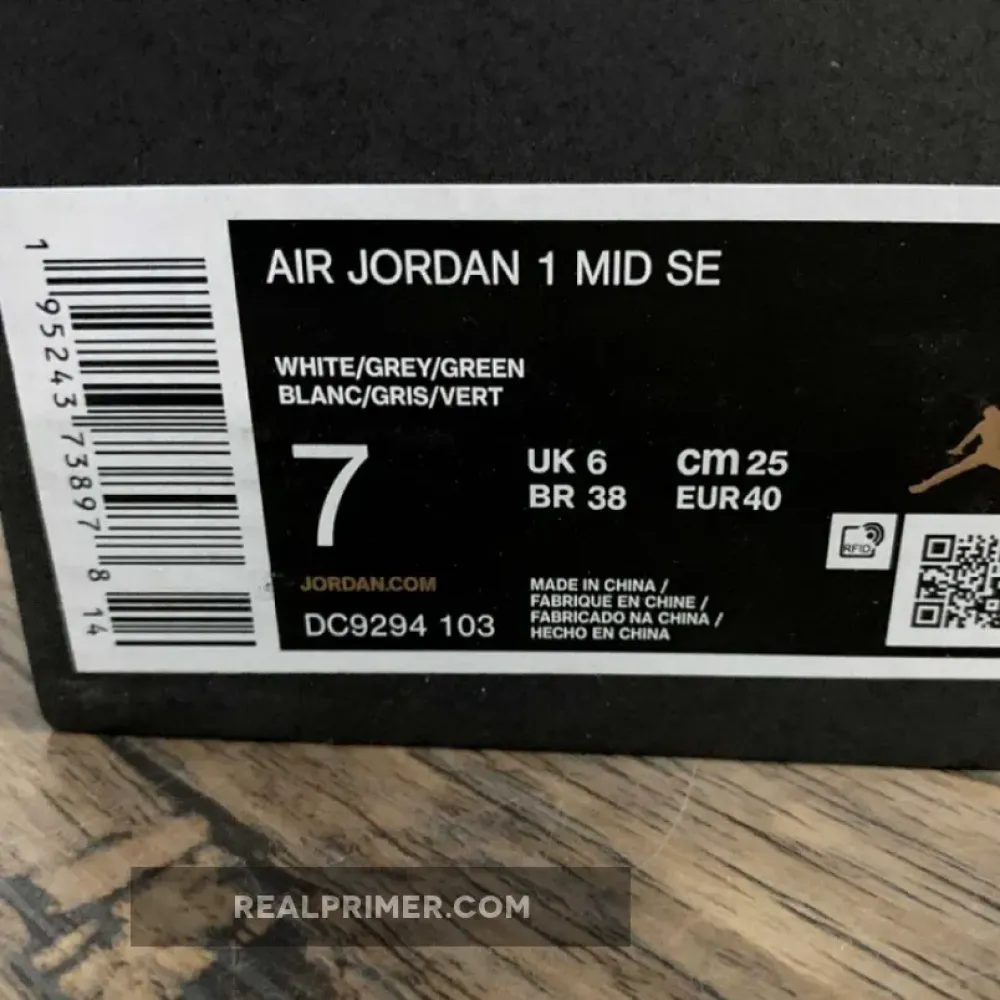 AIR JORDAN 1 MID SE
WHITE/GREY/GREEN
BLANC/GRIS/VERT
7
UK 6
cm 25
BR 38
EUR 40
RFID
JORDAN.COM
DC9294 103
MADE IN CHINA /
FABRIQUE EN CHINE /
FABRICADO NA CHINA /
HECHO EN CHINA
1 95243 73897 8 14
REALPRIMER.COM